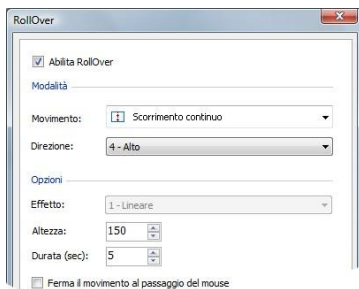 RollOver
Abilita RollOver
Modalità
Movimento: Scorrimento continuo
Direzione: 4 - Alto
Opzioni
Effetto: 1 - Lineare
Altezza: 150
Durata (sec): 5
Ferma il movimento al passaggio del mouse